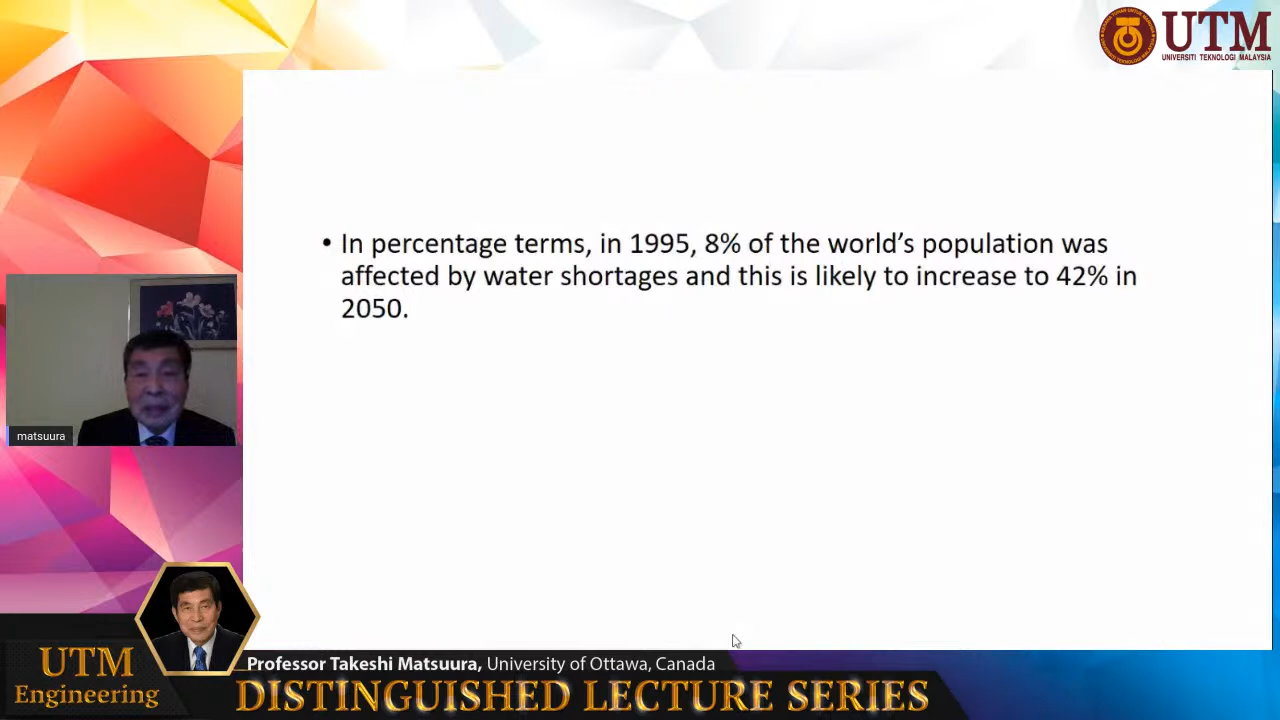 UTM
UNIVERSITI TEKNOLOGI MALAYSIA
• In percentage terms, in 1995, 8% of the world’s population was
affected by water shortages and this is likely to increase to 42% in
2050.
matsuura
UTM
Engineering
Professor Takeshi Matsuura, University of Ottawa, Canada
DISTINGUISHED LECTURE SERIES